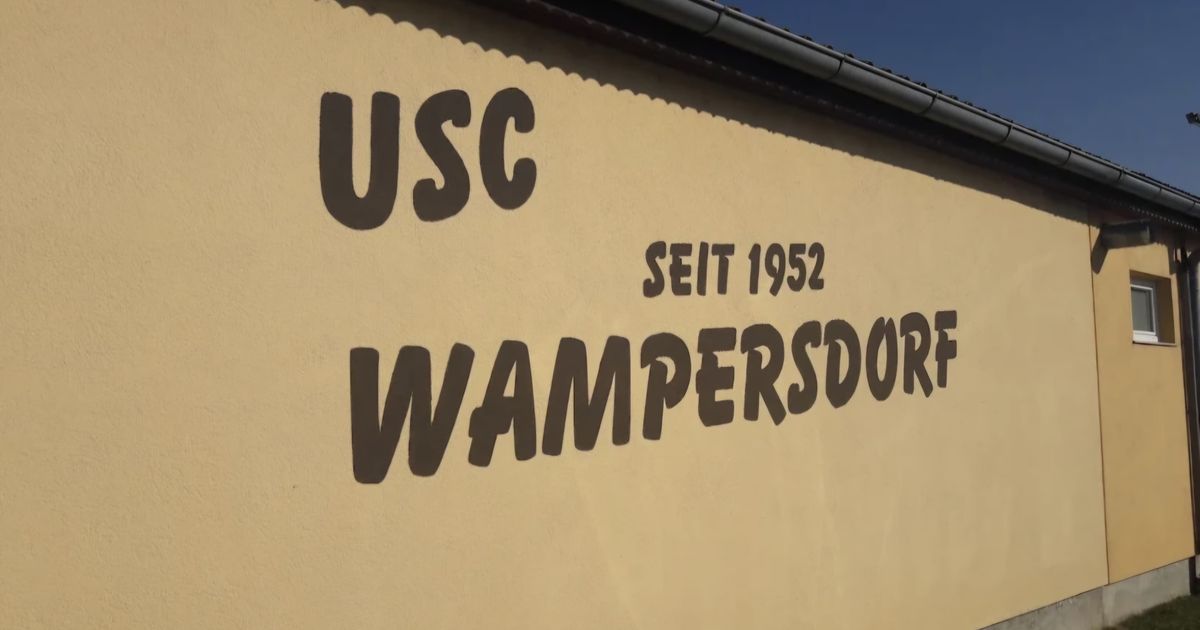 USC
SEIT 1952
WAMPERSDORF